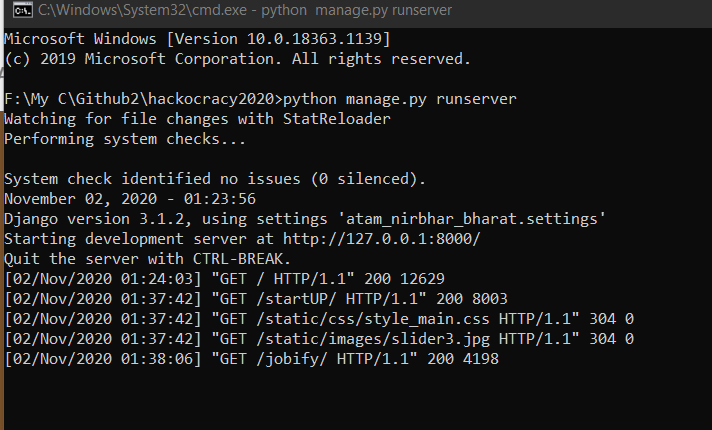 C:\Windows\System32\cmd.exe - python  manage.py runserver
Microsoft Windows [Version 10.0.18363.1139]
(c) 2019 Microsoft Corporation. All rights reserved.
F:\My C\Github2\hackocracy2020>python manage.py runserver
Watching for file changes with StatReloader
Performing system checks...
System check identified no issues (0 silenced).
November 02, 2020 - 01:23:56
Django version 3.1.2, using settings 'atam_nirbhar_bharat.settings'
Starting development server at http://127.0.0.1:8000/
Quit the server with CTRL-BREAK.
[02/Nov/2020 01:24:03] "GET / HTTP/1.1" 200 12629
[02/Nov/2020 01:37:42] "GET /startUP/ HTTP/1.1" 200 8003
[02/Nov/2020 01:37:42] "GET /static/css/style_main.css HTTP/1.1" 304 0
[02/Nov/2020 01:37:42] "GET /static/images/slider3.jpg HTTP/1.1" 304 0
[02/Nov/2020 01:38:06] "GET /jobify/ HTTP/1.1" 200 4198